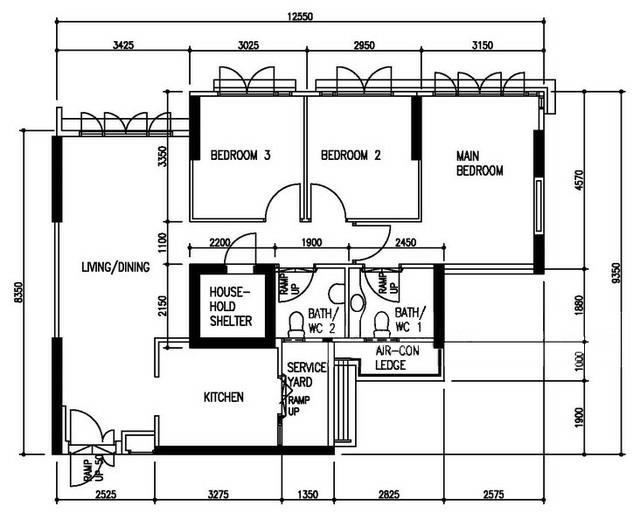 12550
3425
3025
2950
3150
BEDROOM 3
BEDROOM 2
MAIN
BEDROOM
3350
4570
8350
9350
1100
2200
1900
2450
LIVING/DINING
2150
HOUSE-
HOLD
SHELTER
RAMP
UP
BATH/
WC 2
RAMP
UP
BATH/
WC 1
1880
AIR-CON
LEDGE
1000
SERVICE
YARD
KITCHEN
RAMP
UP
1900
RAMP
UP 50
2525
3275
1350
2825
2575